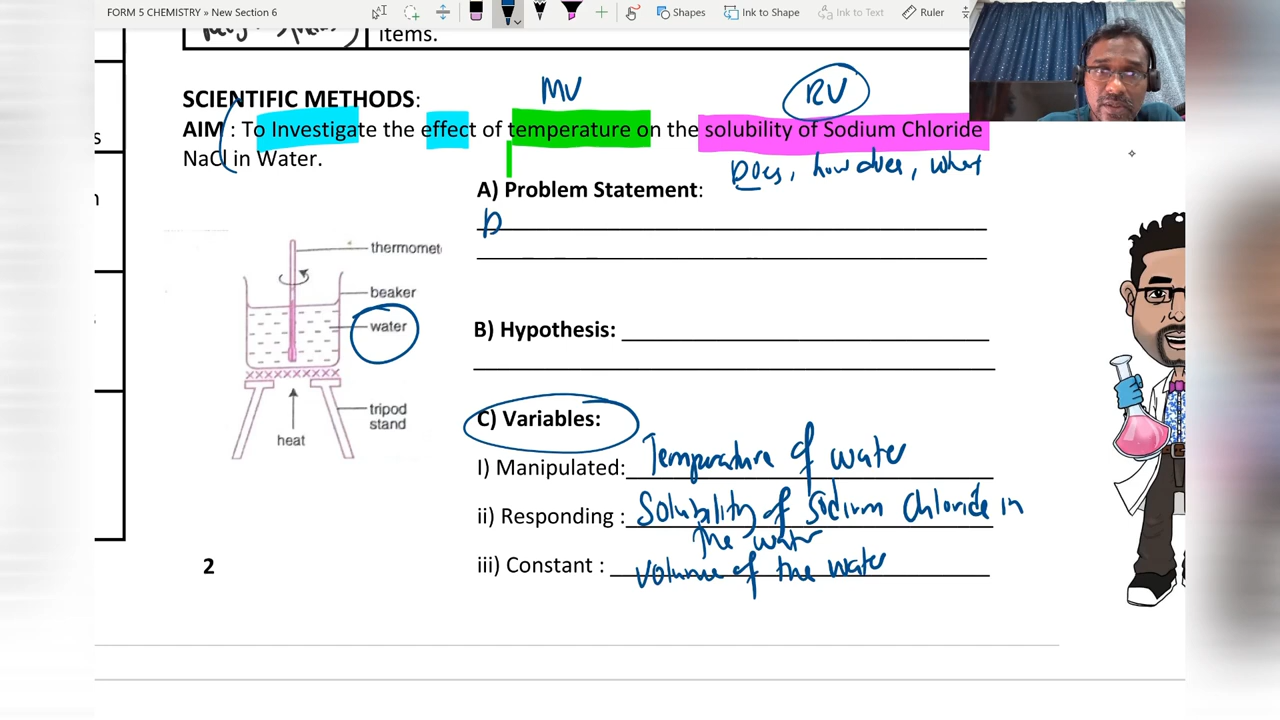 FORM 5 CHEMISTRY » New Section 6
Shapes
Ink to Shape
Ink to Text
Ruler
items.
MV
RV
SCIENTIFIC METHODS:
AIM : To Investigate the effect of temperature on the solubility of Sodium Chloride
NaCl in Water.
Does, how does, what
A) Problem Statement:
D
thermomet
beaker
water
tripod
stand
heat
B) Hypothesis:
C) Variables:
I) Manipulated: Temperature of water
ii) Responding : Solubility of Sodium Chloride in
the water
iii) Constant : Volume of the water
2